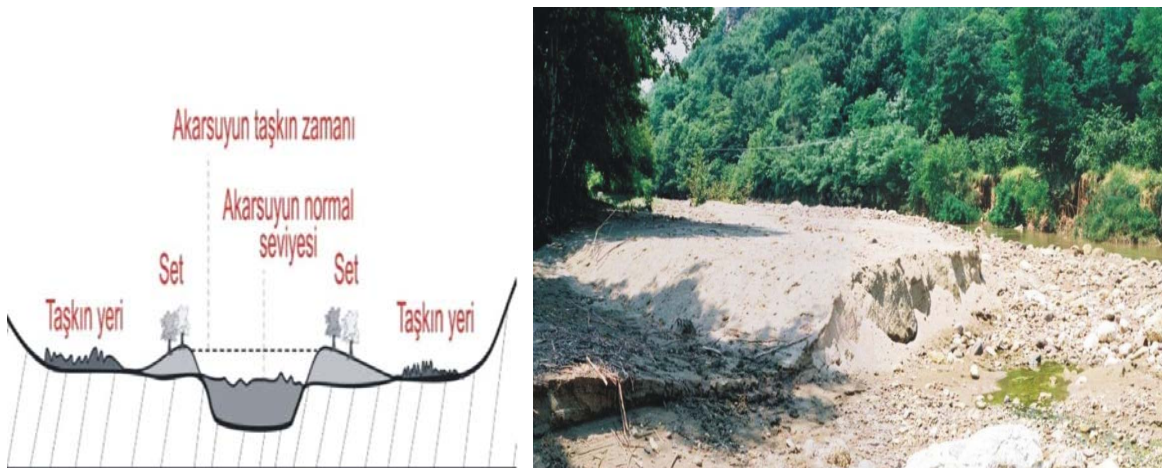 Akarsuyun taşkın zamanı
Akarsuyun normal
seviyesi
Set
Set
Taşkın yeri
Taşkın yeri